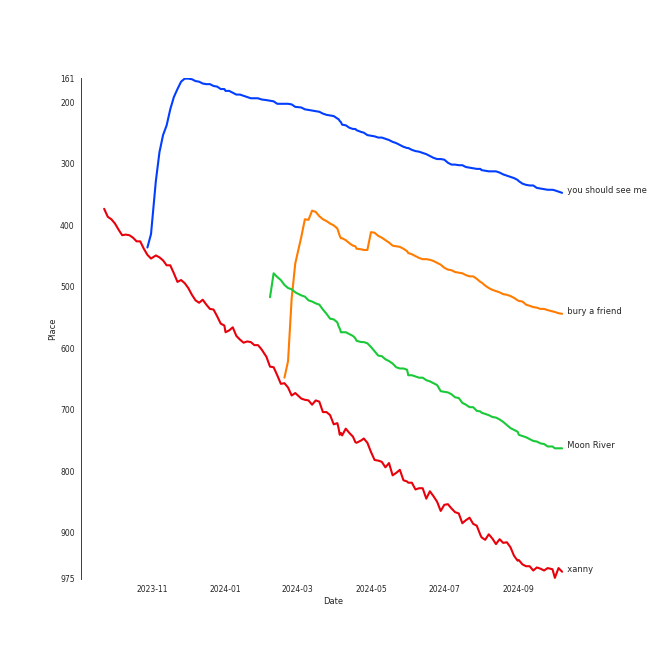 161
200
300
400
500
600
700
800
900
975
Place
you should see me
bury a friend
Moon River
xanny
2023-11 2024-01 2024-03 2024-05 2024-07 2024-09
Date